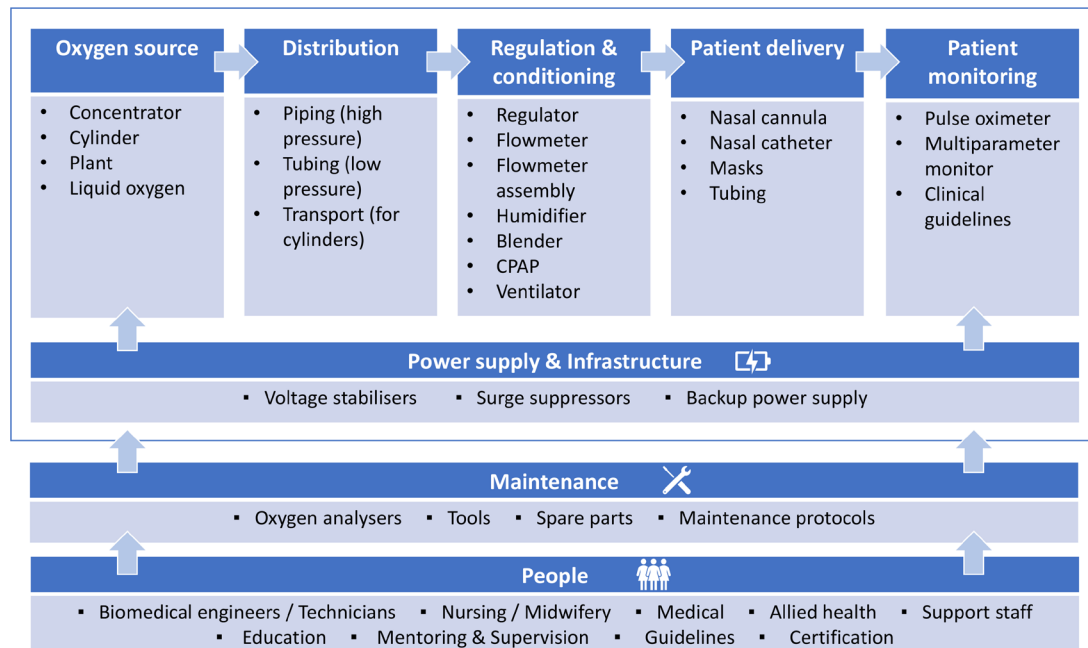 Oxygen source
• Concentrator
• Cylinder
• Plant
• Liquid oxygen
Distribution
• Piping (high
pressure)
• Tubing (low
pressure)
• Transport (for
cylinders)
Regulation &
conditioning
• Regulator
• Flowmeter
• Flowmeter
assembly
• Humidifier
• Blender
• CPAP
• Ventilator
Patient delivery
• Nasal cannula
• Nasal catheter
• Masks
• Tubing
Patient
monitoring
• Pulse oximeter
• Multiparameter
monitor
• Clinical
guidelines
Power supply & Infrastructure
▪ Voltage stabilisers ▪ Surge suppressors ▪ Backup power supply
Maintenance
▪ Oxygen analysers ▪ Tools ▪ Spare parts ▪ Maintenance protocols
People
▪ Biomedical engineers / Technicians ▪ Nursing / Midwifery ▪ Medical ▪ Allied health ▪ Support staff
▪ Education ▪ Mentoring & Supervision ▪ Guidelines ▪ Certification